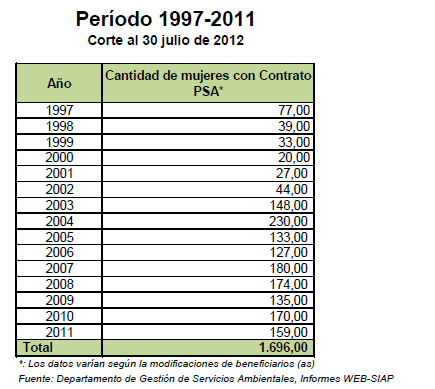 Período 1997-2011
Corte al 30 julio de 2012
Año Cantidad de mujeres con Contrato PSA*
1997 77,00
1998 39,00
1999 33,00
2000 20,00
2001 27,00
2002 44,00
2003 148,00
2004 230,00
2005 133,00
2006 127,00
2007 180,00
2008 174,00
2009 135,00
2010 170,00
2011 159,00
Total 1.696,00
*: Los datos varían según la modificaciones de beneficiarios (as)
Fuente: Departamento de Gestión de Servicios Ambientales, Informes WEB-SIAP